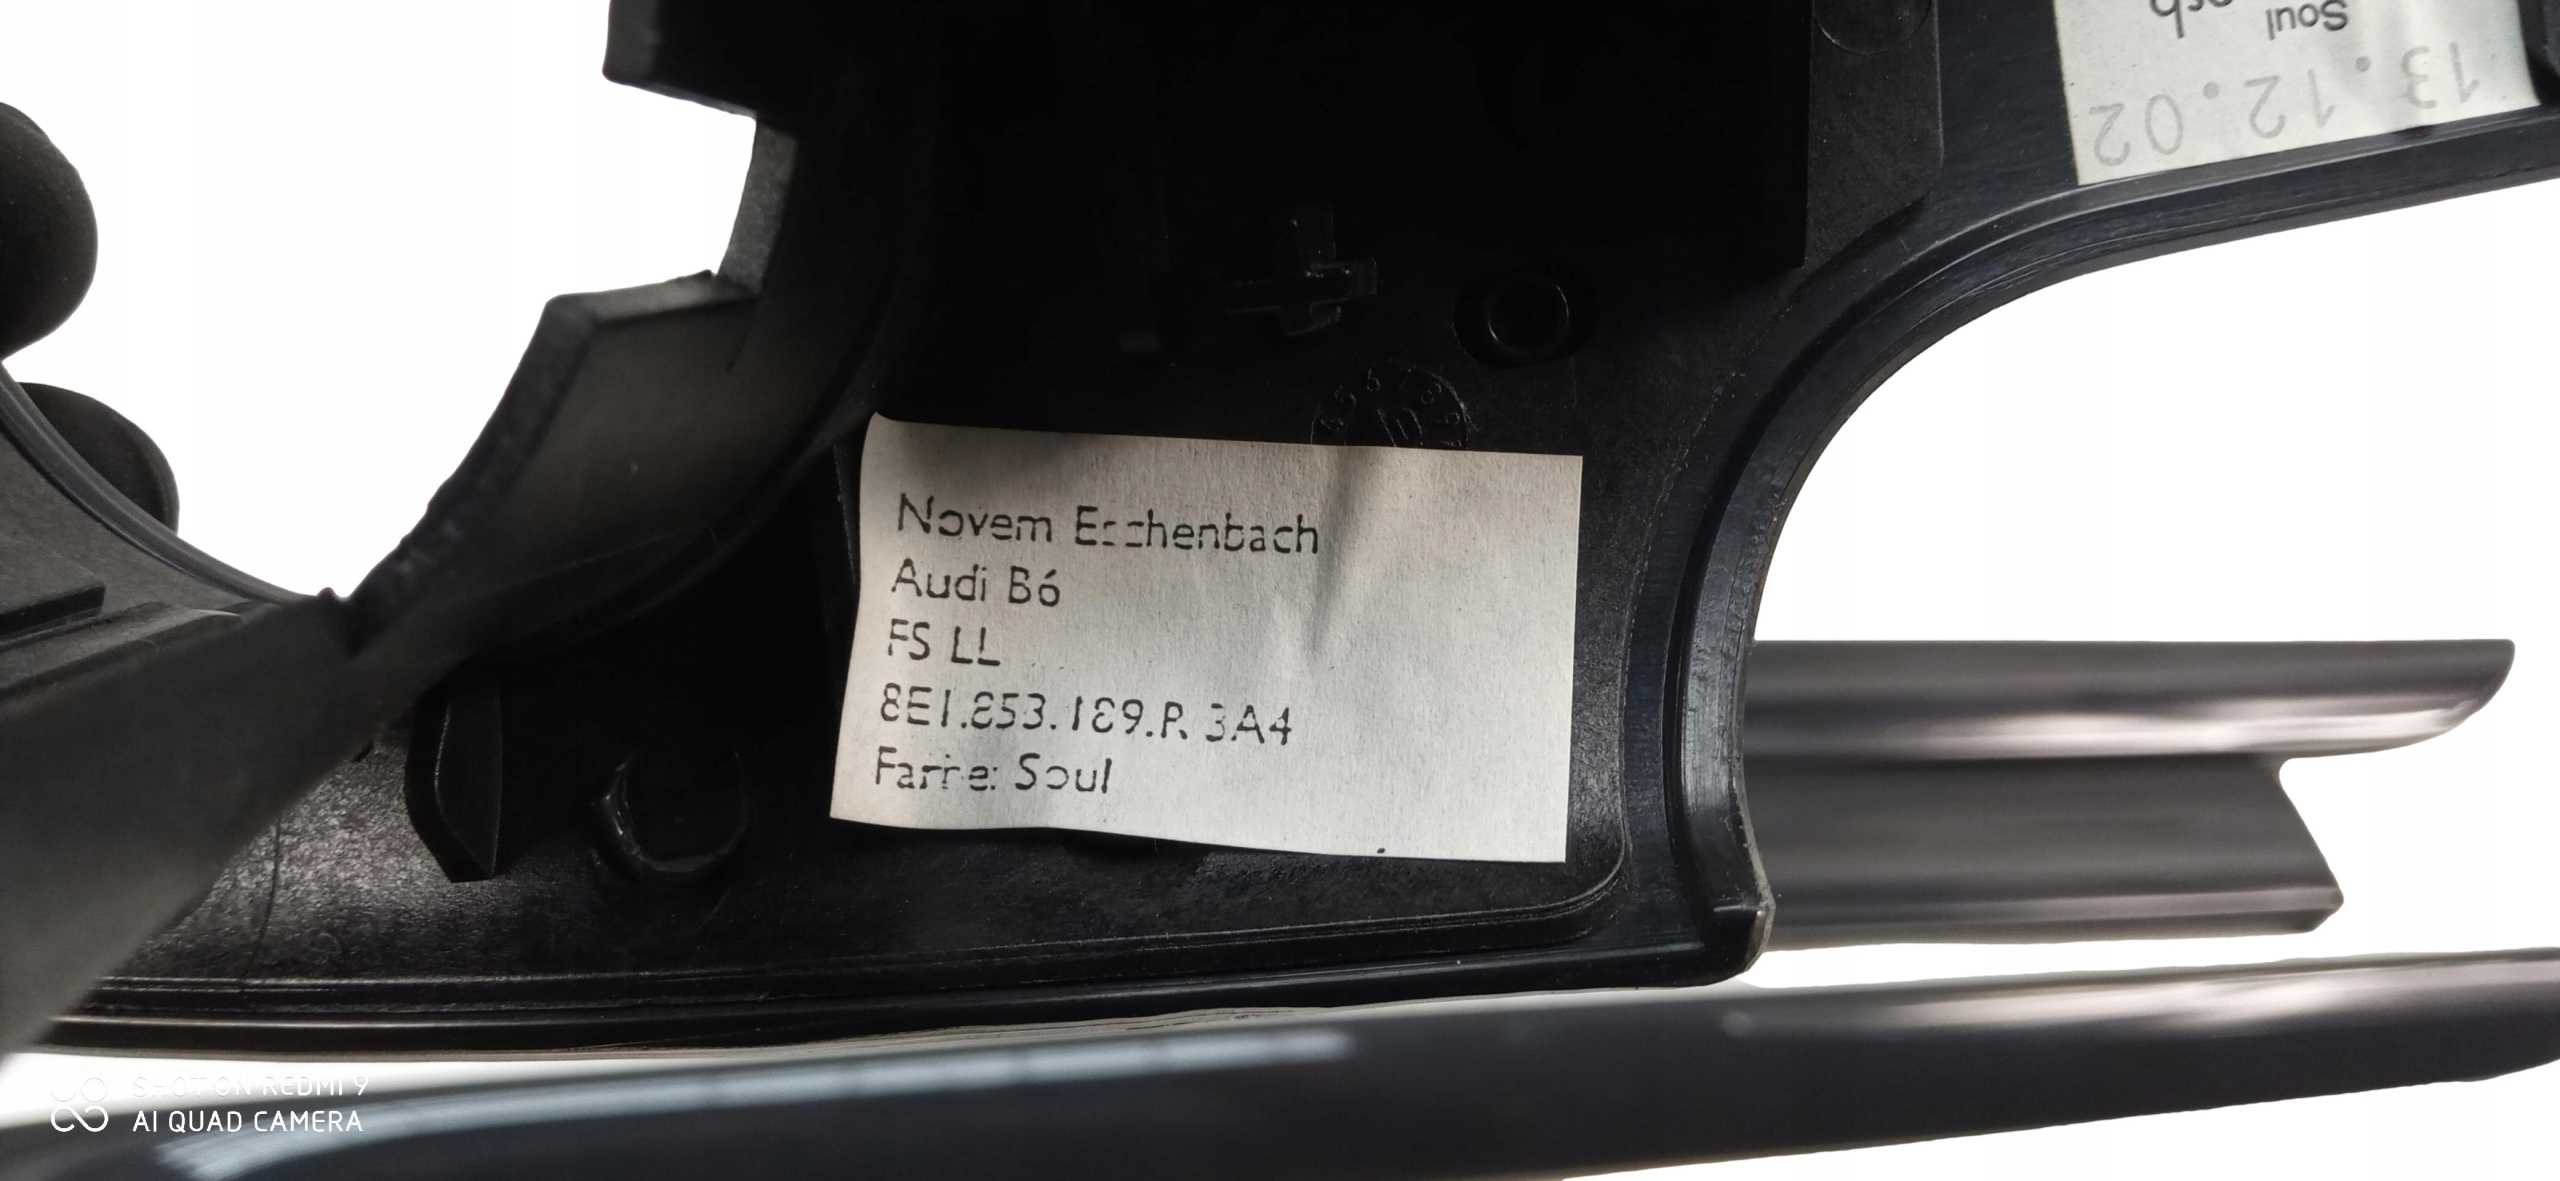 Soul
13.12.02
Novem Eschenbach
Audi B6
FS LL
8E1.853.189.R 3A4
Farbe: Soul
SHOT ON REDMI 9
AI QUAD CAMERA